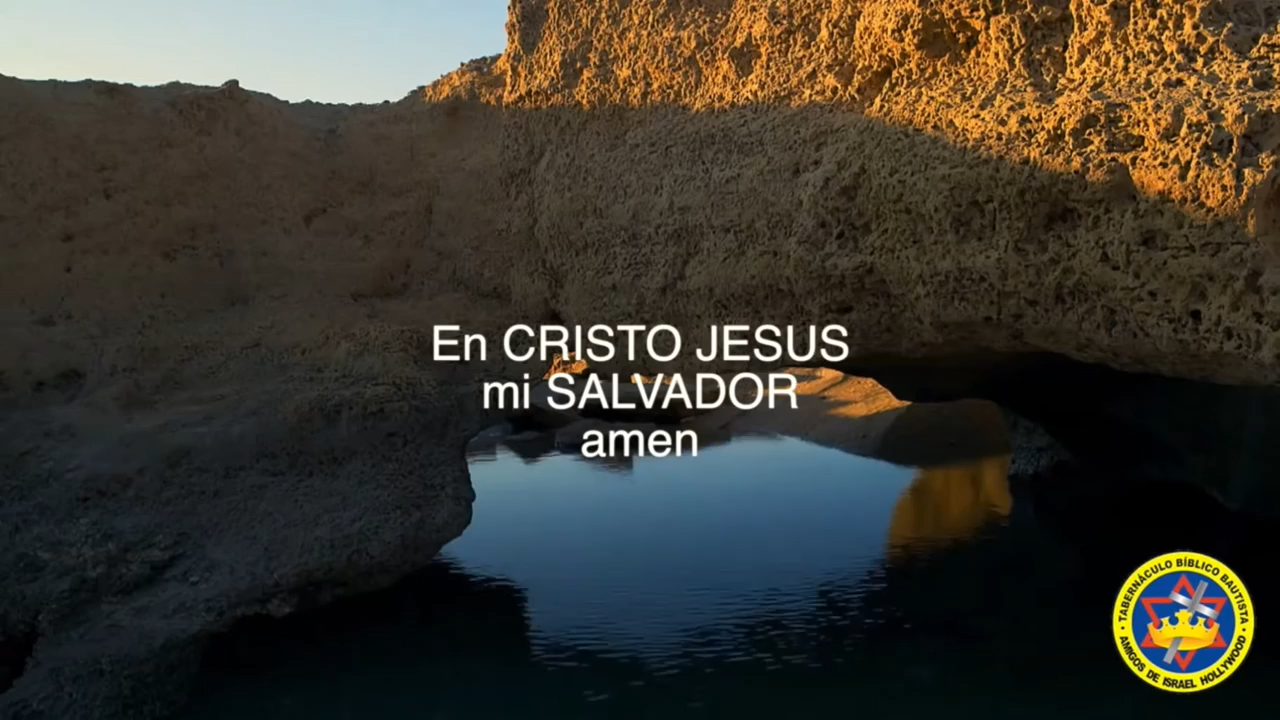 En CRISTO JESUS
mi SALVADOR
amen
TABERNÁCULO BÍBLICO BAUTISTA
AMIGOS DE ISRAEL HOLLYWOOD